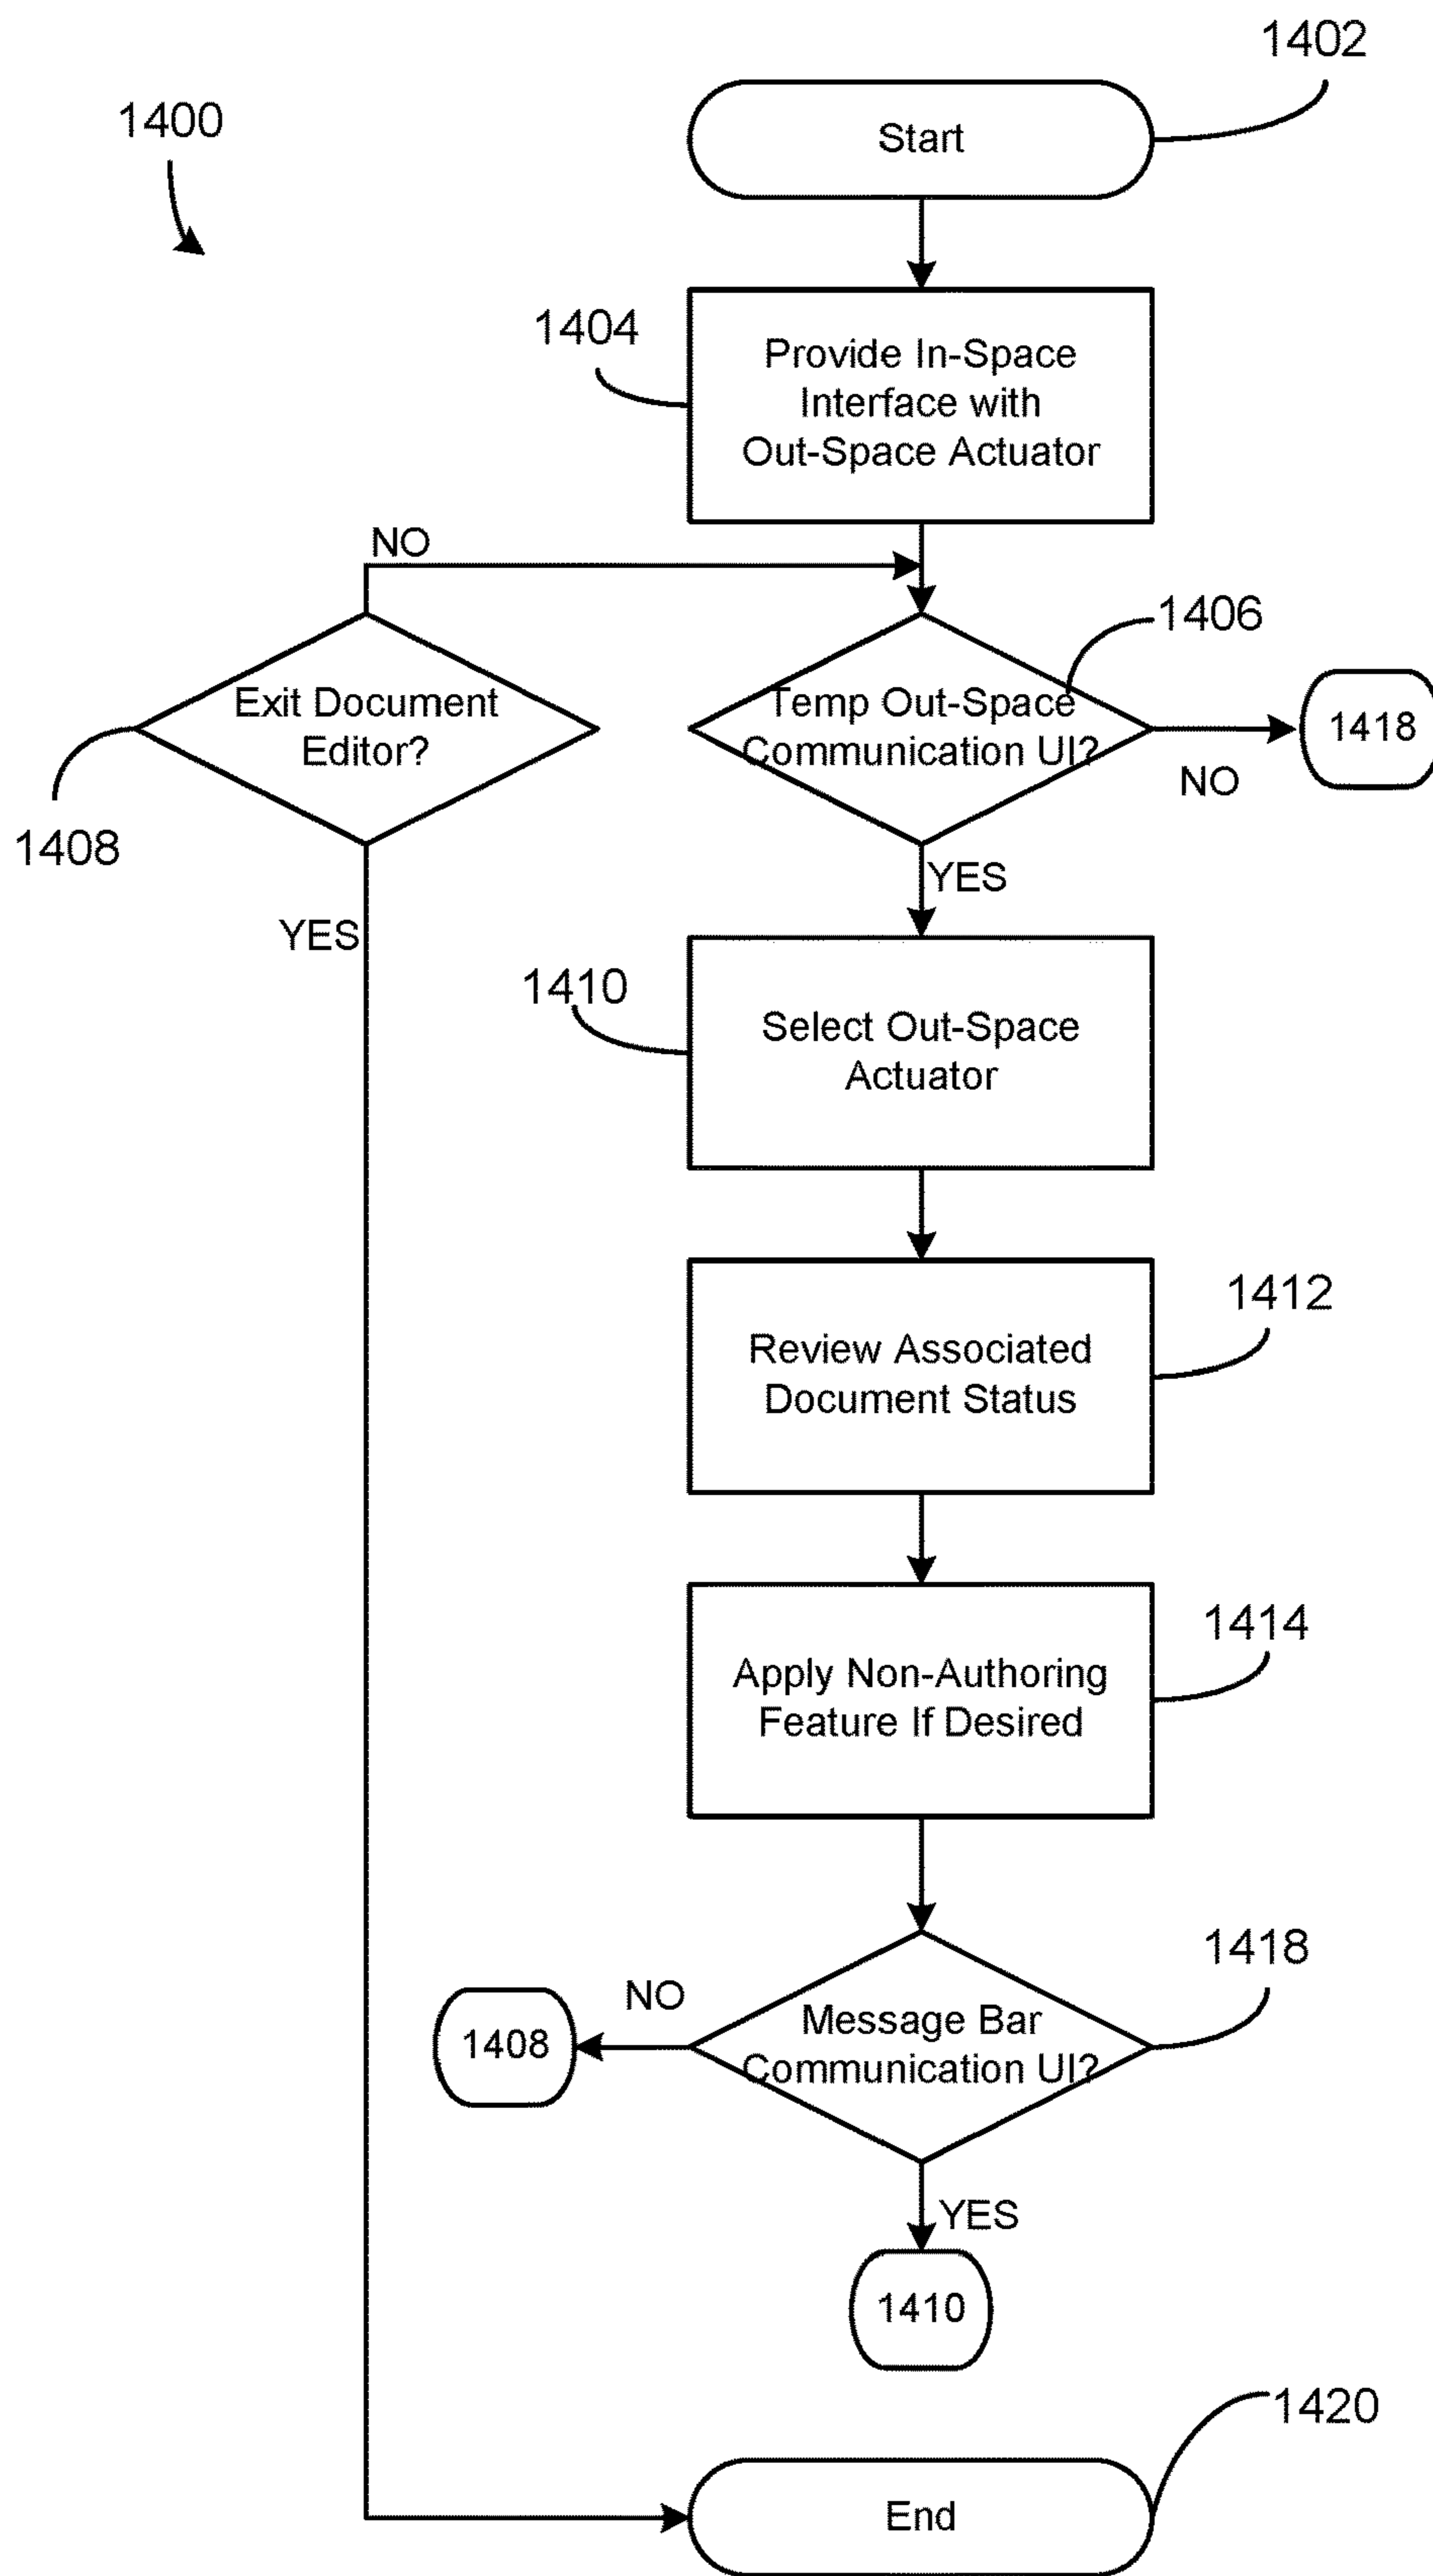 1402
1400
Start
1404
Provide In-Space
Interface with
Out-Space Actuator
NO
1406
Exit Document
Editor?
Temp Out-Space
Communication UI?
1418
NO
1408
YES
YES
1410
Select Out-Space
Actuator
1412
Review Associated
Document Status
1414
Apply Non-Authoring
Feature If Desired
1418
NO
Message Bar
Communication UI?
1408
YES
1410
1420
End